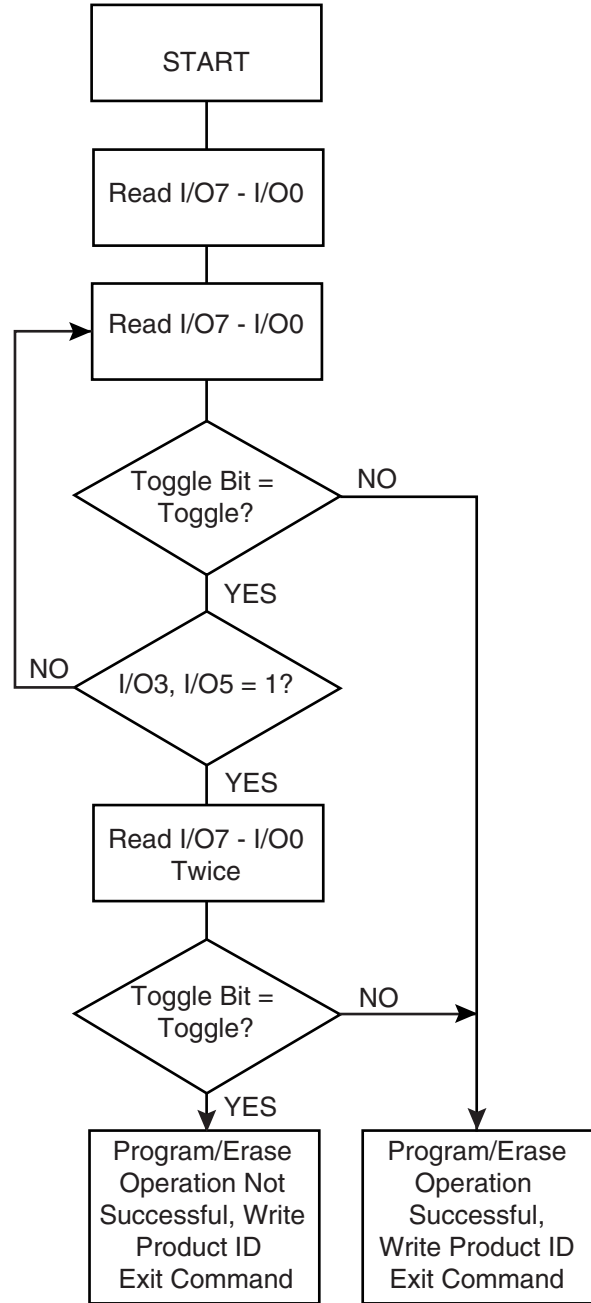 START
Read I/O7 - I/O0
Read I/O7 - I/O0
Toggle Bit =
Toggle?
NO
YES
NO
I/O3, I/O5 = 1?
YES
Read I/O7 - I/O0
Twice
Toggle Bit =
Toggle?
NO
YES
Program/Erase
Operation Not
Successful, Write
Product ID
Exit Command
Program/Erase
Operation
Successful,
Write Product ID
Exit Command